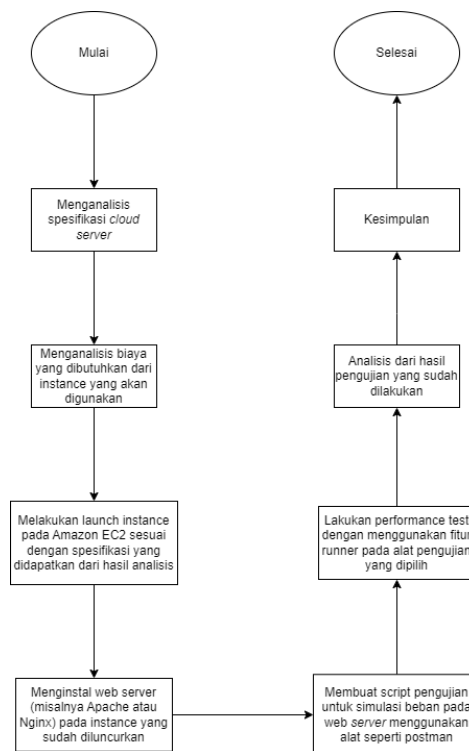 Mulai
Menganalisis
spesifikasi cloud
server
Menganalisis biaya
yang dibutuhkan dari
instance yang akan
digunakan
Melakukan launch instance
pada Amazon EC2 sesuai
dengan spesifikasi yang
didapatkan dari hasil analisis
Menginstal web server
(misalnya Apache atau
Nginx) pada instance yang
sudah diluncurkan
Membuat script pengujian
untuk simulasi beban pada
web server menggunakan
alat seperti postman
Lakukan performance test
dengan menggunakan fitur
runner pada alat pengujian
yang dipilih
Analisis dari hasil
pengujian yang sudah
dilakukan
Kesimpulan
Selesai